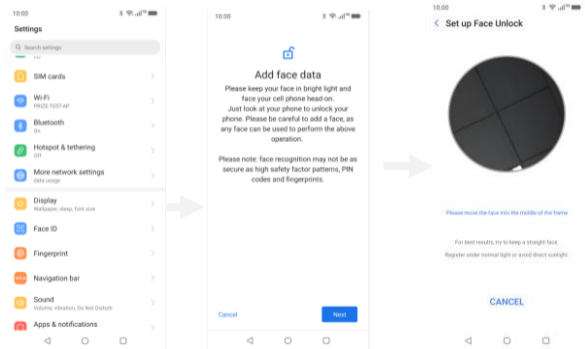 10:00
Settings
Search settings
SIM cards
Wi-Fi
PRIZE-TEST-AP
Bluetooth
On
Hotspot & tethering
Off
More network settings
data usage
Display
Wallpaper, sleep, font size
Face ID
Fingerprint
Navigation bar
Sound
Volume, vibration, Do Not Disturb
Apps & notifications
10:00
Add face data
Please keep your face in bright light and
face your cell phone head-on.
Just look at your phone to unlock your
phone. Please be careful to add a face, as
any face can be used to perform the above
operation.
Please note: face recognition may not be as
secure as high safety factor patterns, PIN
codes and fingerprints.
Cancel
Next
10:00
Set up Face Unlock
Please move the face into the middle of the frame
For best results, try to keep a straight face,
Register under normal light or avoid direct sunlight
CANCEL